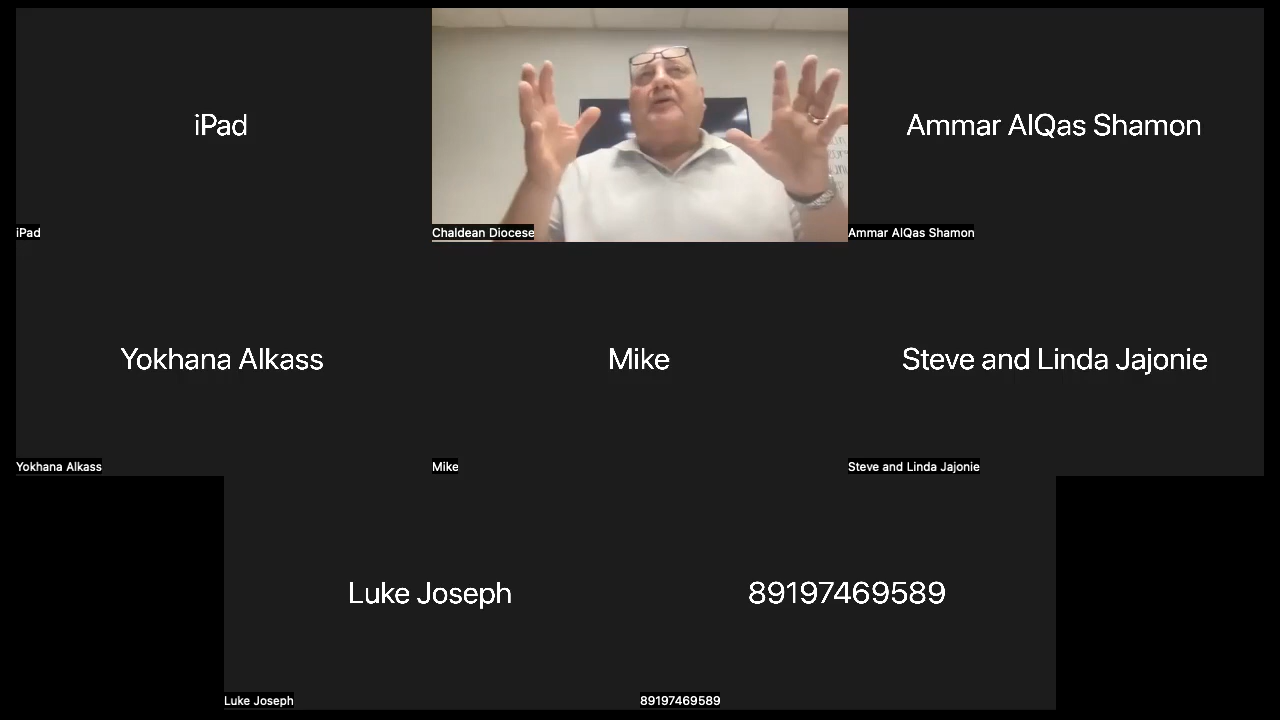 iPad
Ammar AlQas Shamon
iPad
Chaldean Diocese
Ammar AlQas Shamon
Yokhana Alkass
Mike
Steve and Linda Jajonie
Yokhana Alkass
Mike
Steve and Linda Jajonie
Luke Joseph
89197469589
Luke Joseph
89197469589